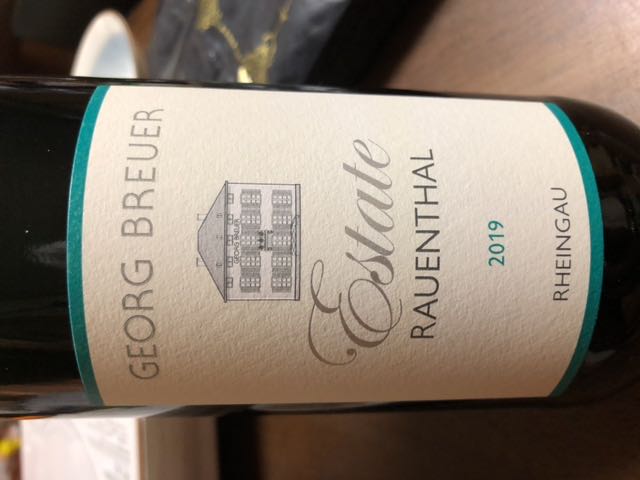 GEORG BREUER
Estate
RAUENTHAL
2019
RHEINGAU